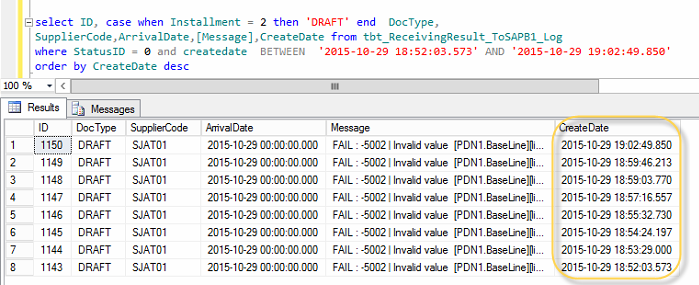 select ID, case when Installment = 2 then 'DRAFT' end  DocType,
SupplierCode,ArrivalDate,[Message],CreateDate from tbt_ReceivingResult_ToSAPB1_Log
where StatusID = 0 and createdate  BETWEEN  '2015-10-29 18:52:03.573' AND '2015-10-29 19:02:49.850'
order by CreateDate desc
100 %
Results Messages
ID DocType SupplierCode ArrivalDate Message CreateDate
1 1150 DRAFT SJAT01 2015-10-29 00:00:00.000 FAIL : -5002 | Invalid value  [PDN1.BaseLine][li... 2015-10-29 19:02:49.850
2 1149 DRAFT SJAT01 2015-10-29 00:00:00.000 FAIL : -5002 | Invalid value  [PDN1.BaseLine][li... 2015-10-29 18:59:46.213
3 1148 DRAFT SJAT01 2015-10-29 00:00:00.000 FAIL : -5002 | Invalid value  [PDN1.BaseLine][li... 2015-10-29 18:59:03.770
4 1147 DRAFT SJAT01 2015-10-29 00:00:00.000 FAIL : -5002 | Invalid value  [PDN1.BaseLine][li... 2015-10-29 18:57:16.557
5 1146 DRAFT SJAT01 2015-10-29 00:00:00.000 FAIL : -5002 | Invalid value  [PDN1.BaseLine][li... 2015-10-29 18:55:32.730
6 1145 DRAFT SJAT01 2015-10-29 00:00:00.000 FAIL : -5002 | Invalid value  [PDN1.BaseLine][li... 2015-10-29 18:54:24.197
7 1144 DRAFT SJAT01 2015-10-29 00:00:00.000 FAIL : -5002 | Invalid value  [PDN1.BaseLine][li... 2015-10-29 18:53:29.000
8 1143 DRAFT SJAT01 2015-10-29 00:00:00.000 FAIL : -5002 | Invalid value  [PDN1.BaseLine][li... 2015-10-29 18:52:03.573